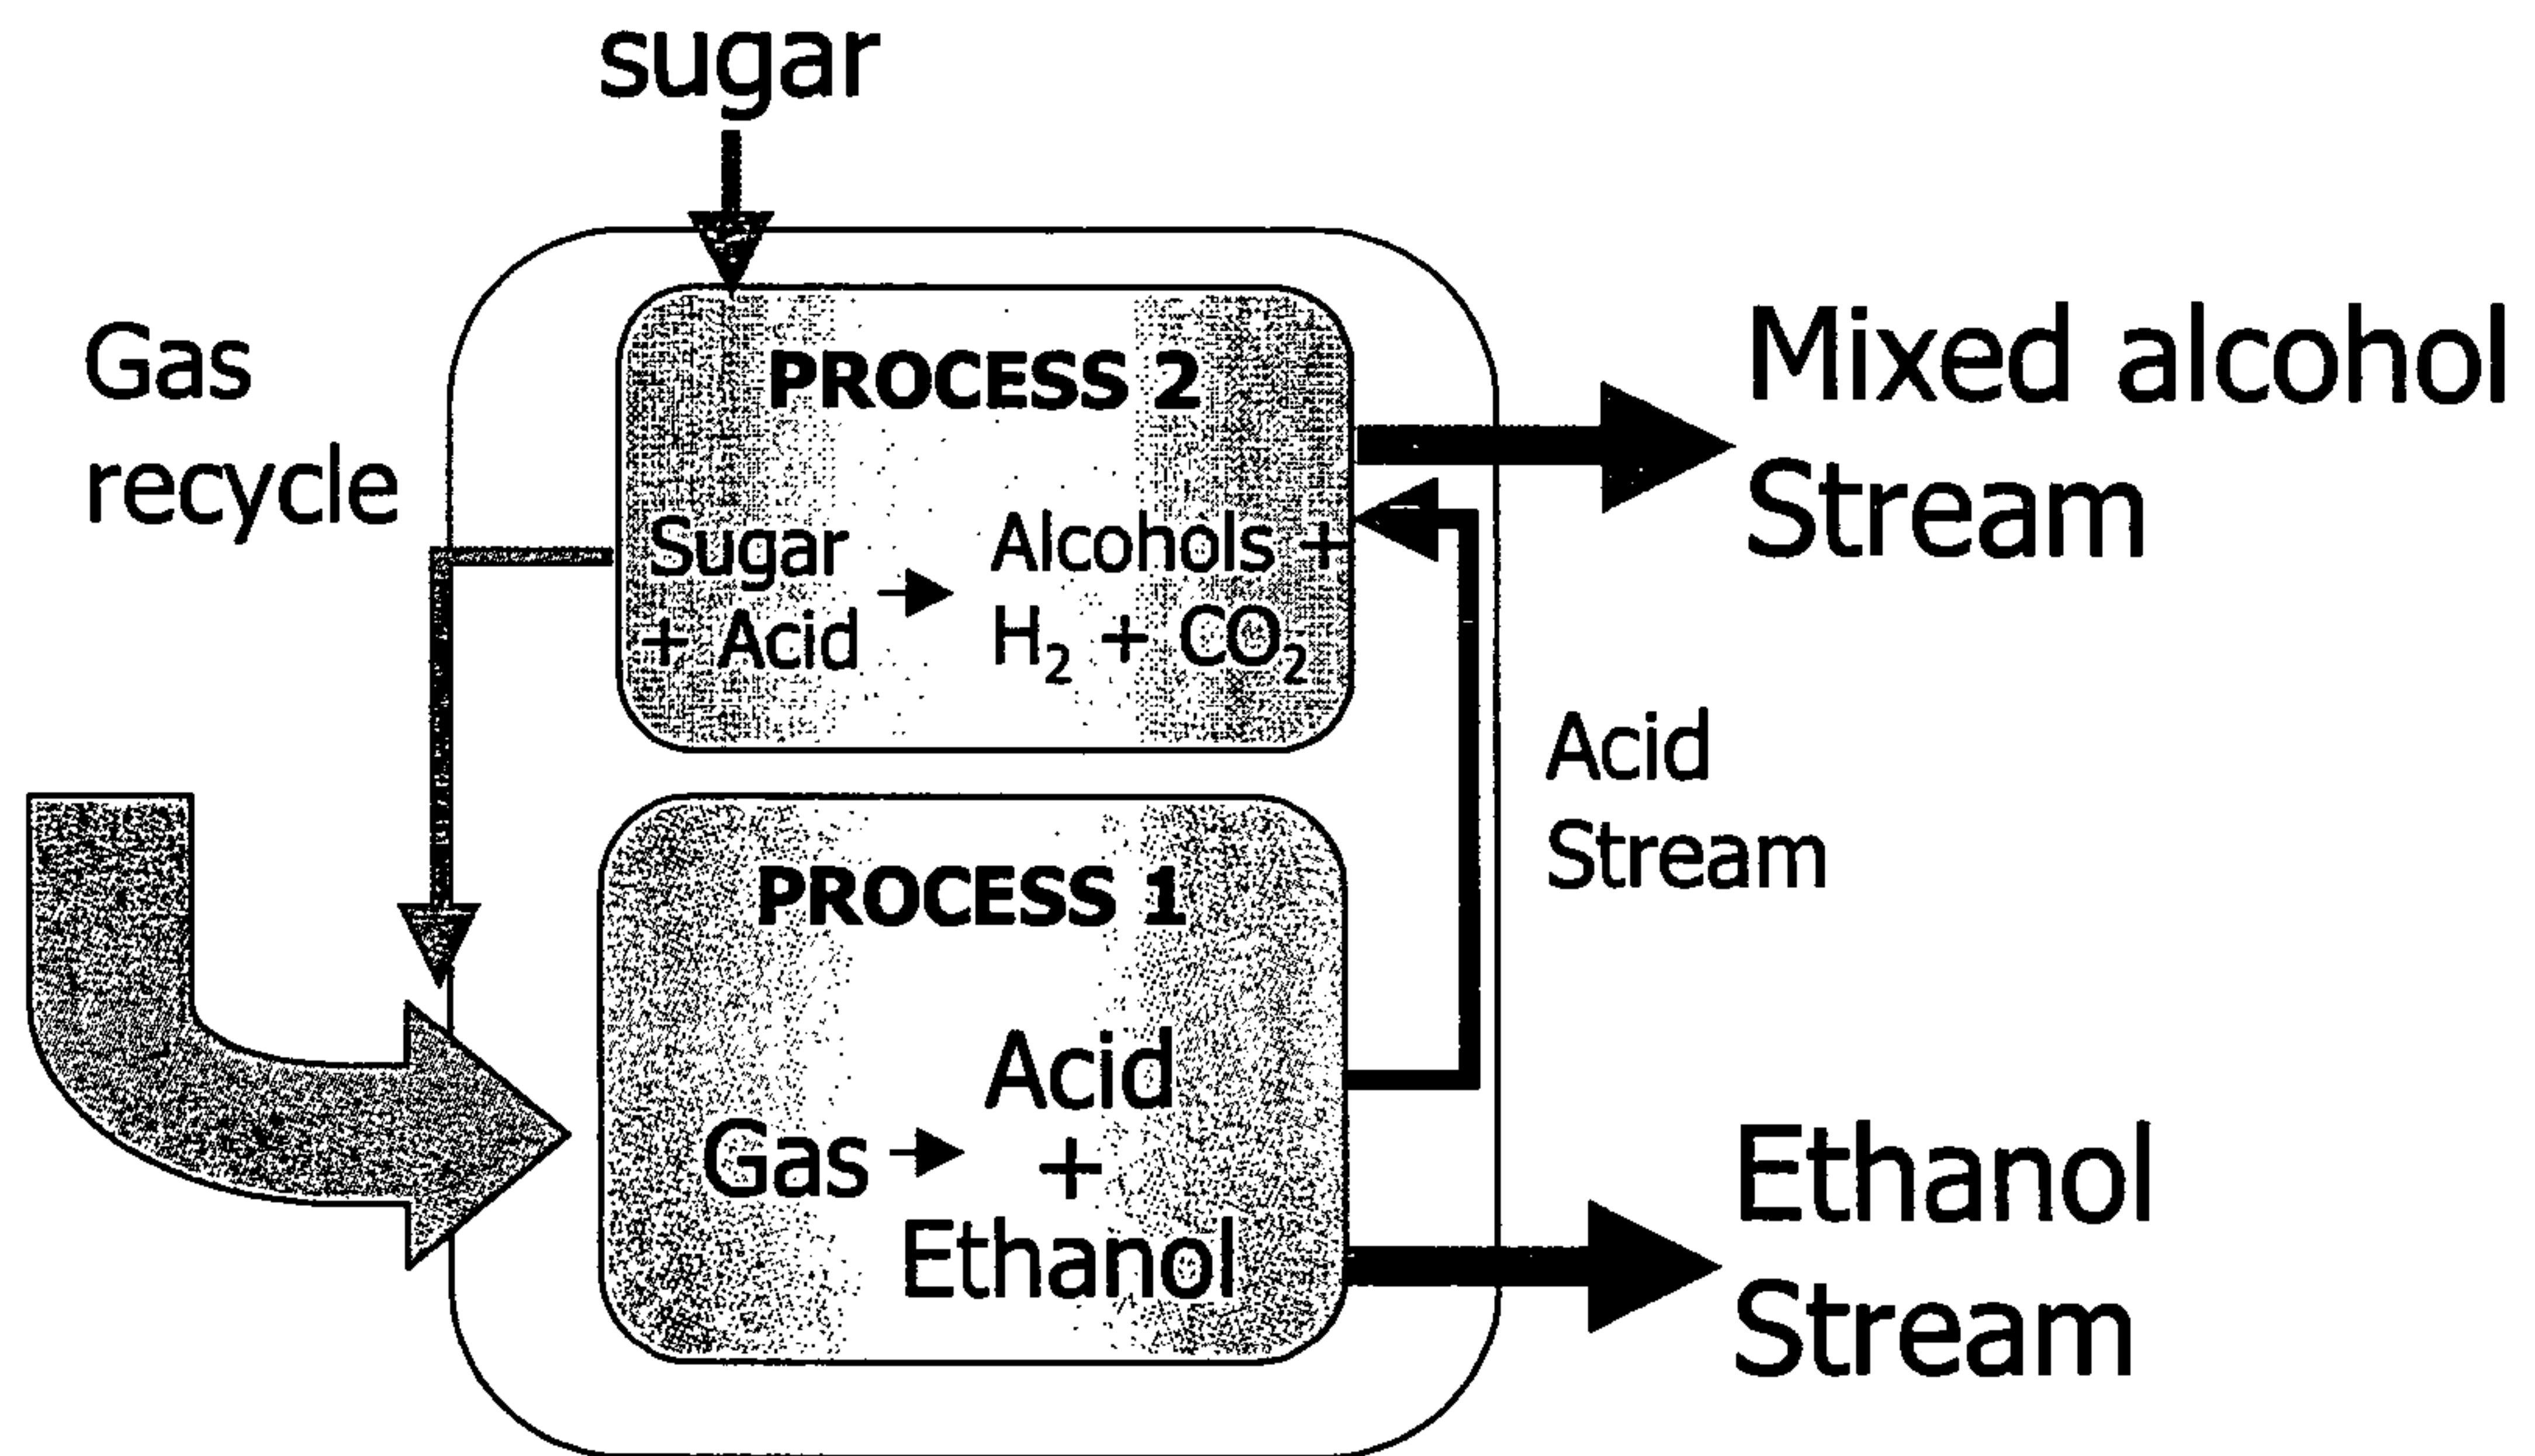 sugar
Gas
recycle
PROCESS 2
Sugar
+ Acid
Alcohols +
H₂ + CO₂
Mixed alcohol
Stream
Acid
Stream
PROCESS 1
Gas
Acid
+
Ethanol
Ethanol
Stream